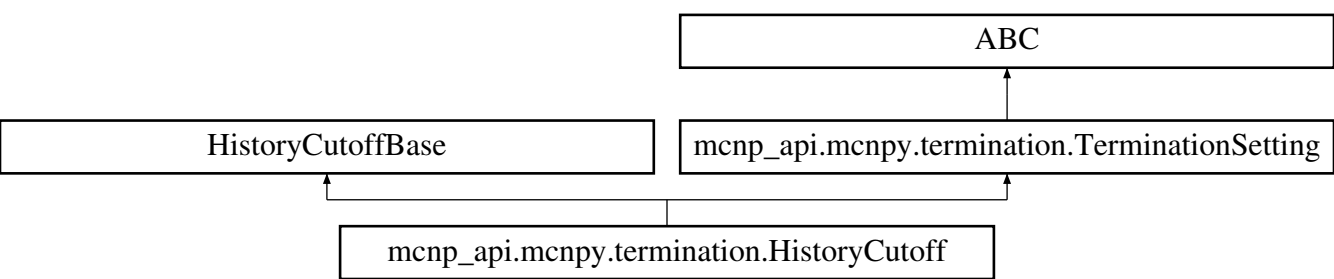 ABC
HistoryCutoffBase
mcnp_api.mcnpy.termination.TerminationSetting
mcnp_api.mcnpy.termination.HistoryCutoff